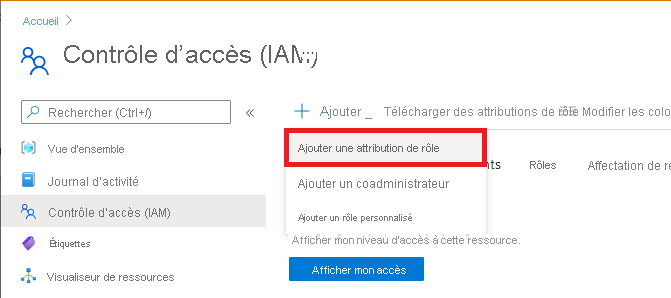 Accueil
Contrôle d'accès (IAM)
Rechercher (Ctrl+/)
«
Ajouter
Télécharger des attributions de rôle
Modifier les colo
Vue d'ensemble
Ajouter une attribution de rôle
nts
Rôles
Affectation de re
Journal d'activité
Ajouter un coadministrateur
Contrôle d'accès (IAM)
Ajouter un rôle personnalisé
Étiquettes
Afficher mon niveau d'accès à cette ressource.
Visualiseur de ressources
Afficher mon accès